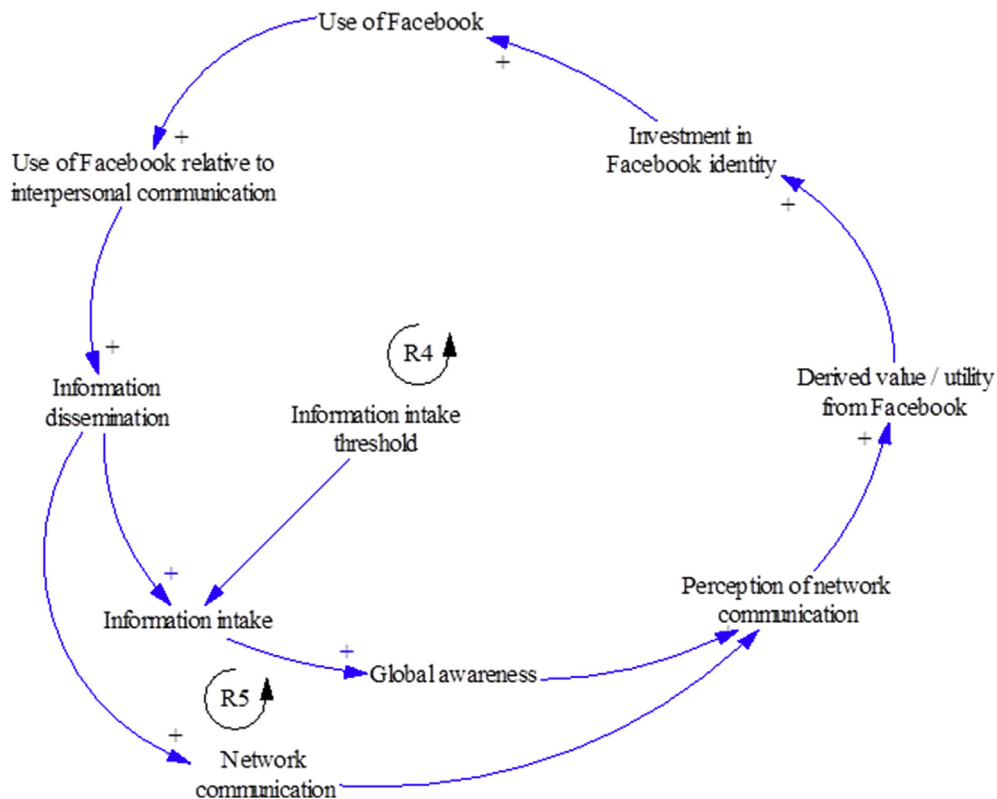 Use of Facebook
+
Investment in
Facebook identity
+
+
Use of Facebook relative to
interpersonal communication
+
Information
dissemination
R4
Information intake
threshold
Derived value / utility
from Facebook
+
+
Information intake
Perception of network
communication
+
+
Global awareness
R5
+
Network
communication